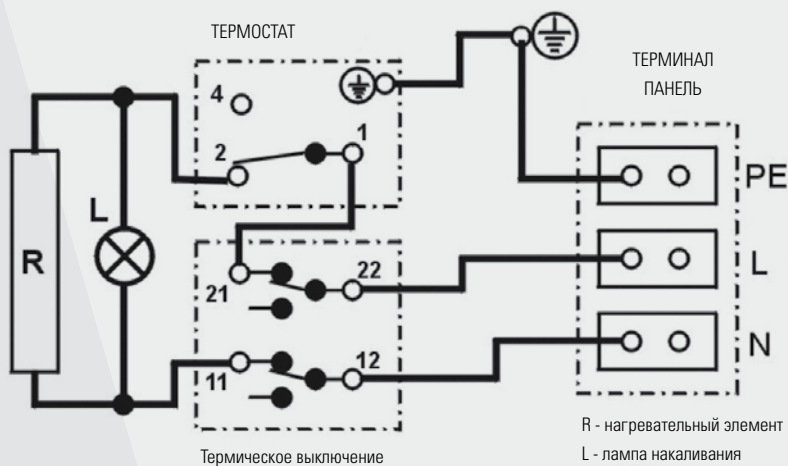 ТЕРМОСТАТ
ТЕРМИНАЛ
ПАНЕЛЬ
4
1
2
PE
L
R
22
L
21
12
N
11
R - нагревательный элемент
Термическое выключение
L - лампа накаливания